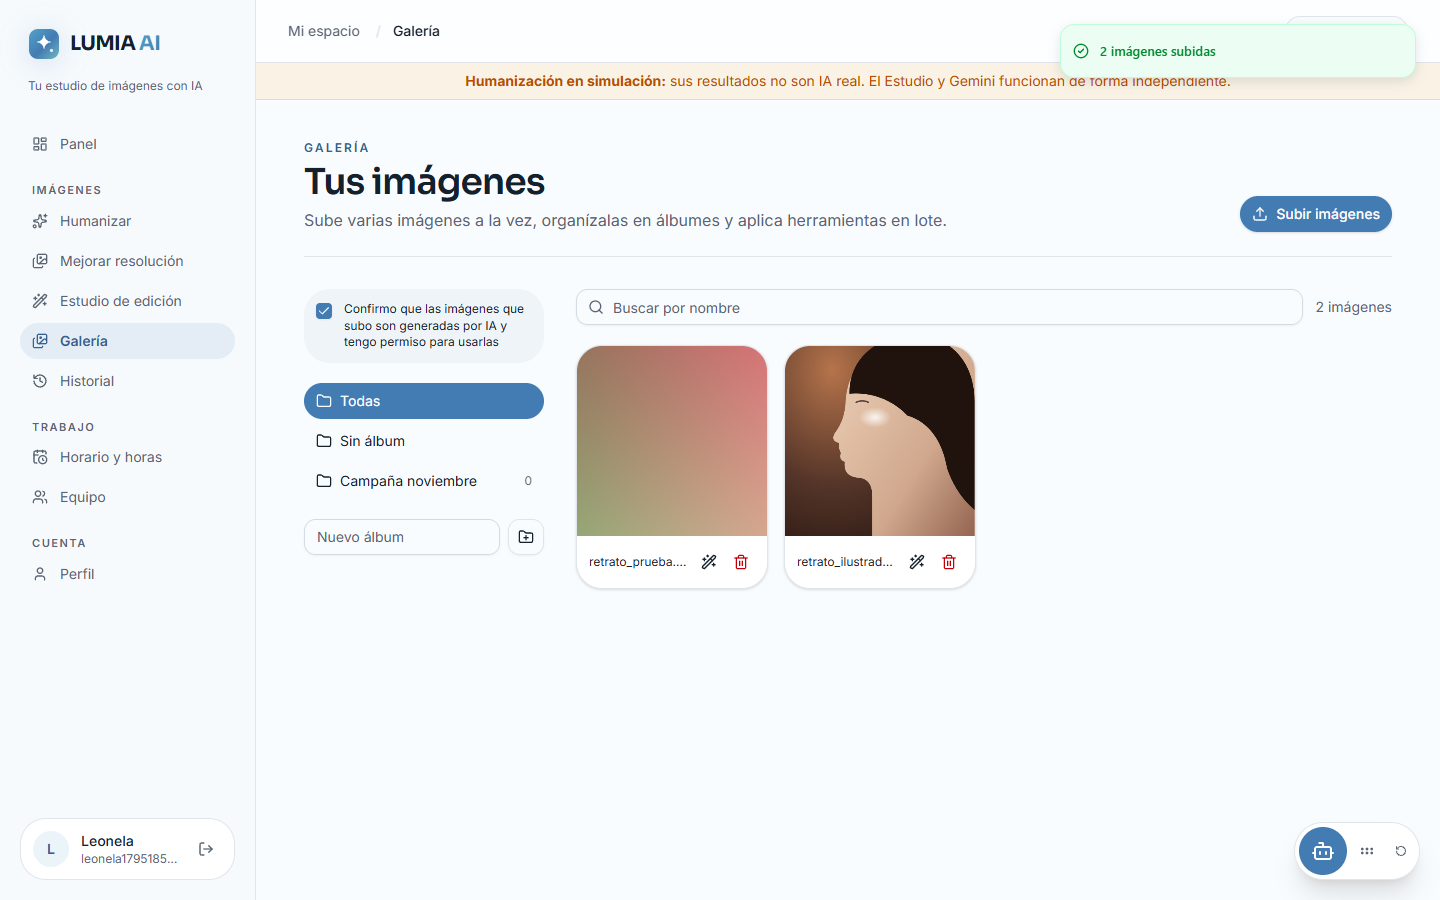 LUMIA AI
Tu estudio de imágenes con IA
Panel
IMÁGENES
Humanizar
Mejorar resolución
Estudio de edición
Galería
Historial
TRABAJO
Horario y horas
Equipo
CUENTA
Perfil
L
Leonela
leonela1795185...
Mi espacio / Galería
2 imágenes subidas
Humanización en simulación: sus resultados no son IA real. El Estudio y Gemini funcionan de forma independiente.
GALERÍA
Tus imágenes
Sube varias imágenes a la vez, organízalas en álbumes y aplica herramientas en lote.
Subir imágenes
Confirmo que las imágenes que
subo son generadas por IA y
tengo permiso para usarlas
Todas
Sin álbum
Campaña noviembre 0
Nuevo álbum
Buscar por nombre
2 imágenes
retrato_prueba....
retrato_ilustrad...